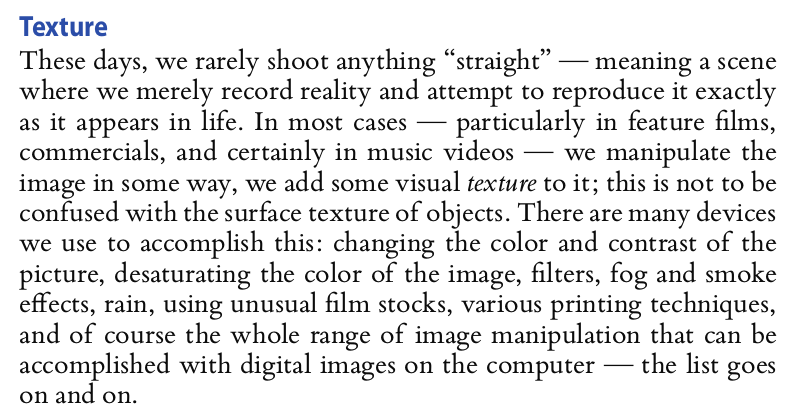 Texture
These days, we rarely shoot anything “straight” — meaning a scene
where we merely record reality and attempt to reproduce it exactly
as it appears in life. In most cases — particularly in feature films,
commercials, and certainly in music videos — we manipulate the
image in some way, we add some visual texture to it; this is not to be
confused with the surface texture of objects. There are many devices
we use to accomplish this: changing the color and contrast of the
picture, desaturating the color of the image, filters, fog and smoke
effects, rain, using unusual film stocks, various printing techniques,
and of course the whole range of image manipulation that can be
accomplished with digital images on the computer — the list goes
on and on.